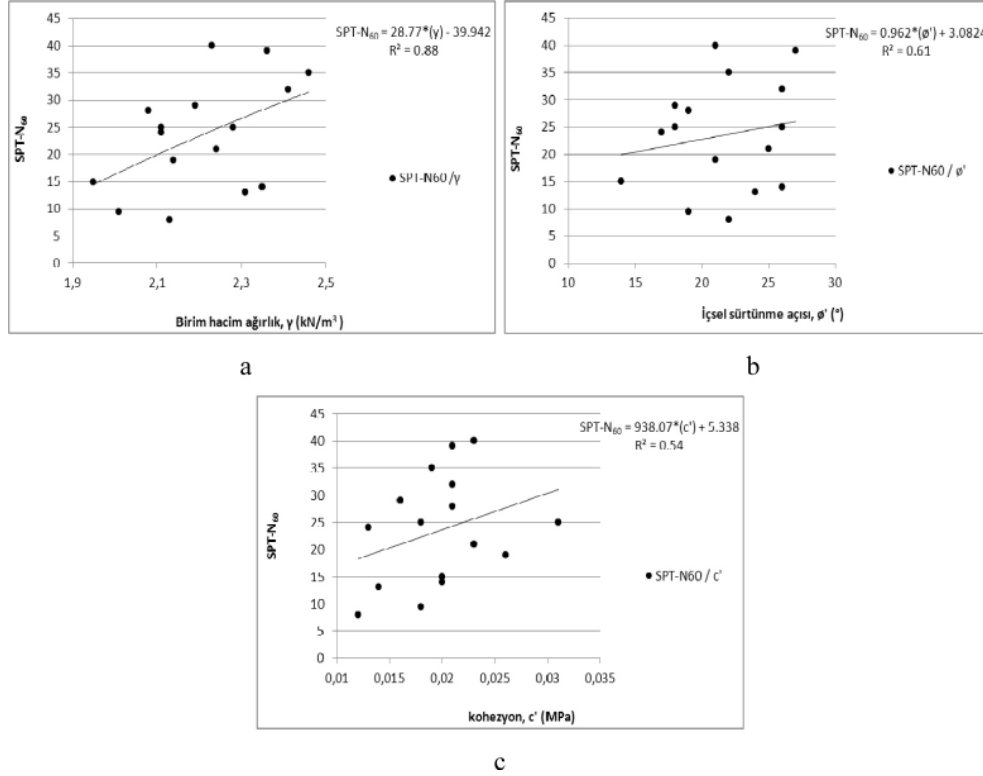 SPT-N₆₀ = 28.77*(γ) - 39.942
R² = 0.88
45
40
35
30
25
20
15
10
5
0
SPT-N₆₀
SPT-N60 /γ
1,9
2,1
2,3
2,5
Birim hacim ağırlık, γ (kN/m³ )
a
SPT-N₆₀ = 0.962*(ø') + 3.0824
R² = 0.61
45
40
35
30
25
20
15
10
5
0
SPT-N₆₀
SPT-N60 / ø'
10
15
20
25
30
İçsel sürtünme açısı, ø' (°)
b
SPT-N₆₀ = 938.07*(c') + 5.338
R² = 0.54
45
40
35
30
25
20
15
10
5
0
SPT-N₆₀
SPT-N60 / c'
0,01
0,015
0,02
0,025
0,03
0,035
kohezyon, c' (MPa)
c